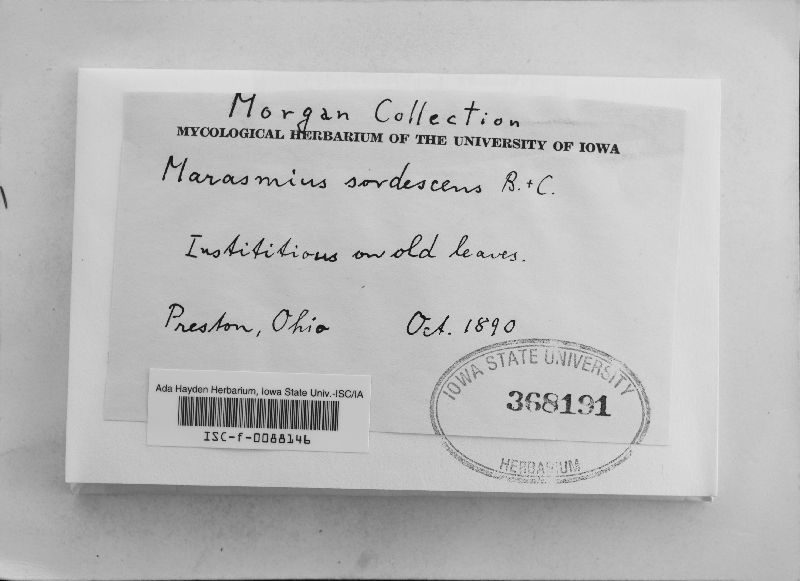 Morgan Collection
MYCOLOGICAL HERBARIUM OF THE UNIVERSITY OF IOWA
Marasmius sordescens B.+C.
Instititious on old leaves.
Preston, Ohio Oct. 1890
IOWA STATE UNIVERSITY
368191
HERBARIUM
Ada Hayden Herbarium, Iowa State Univ.-ISC/IA
ISC-f-0088146